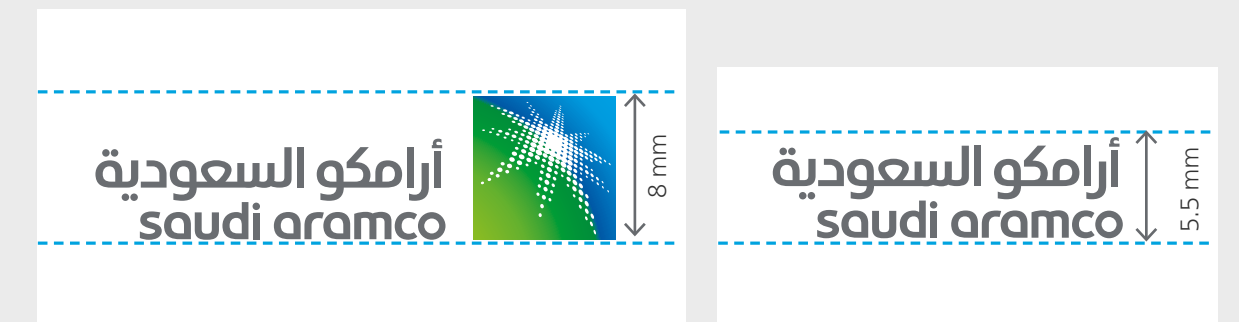 أرامكو السعودية
saudi aramco
8 mm
أرامكو السعودية
saudi aramco
5.5 mm